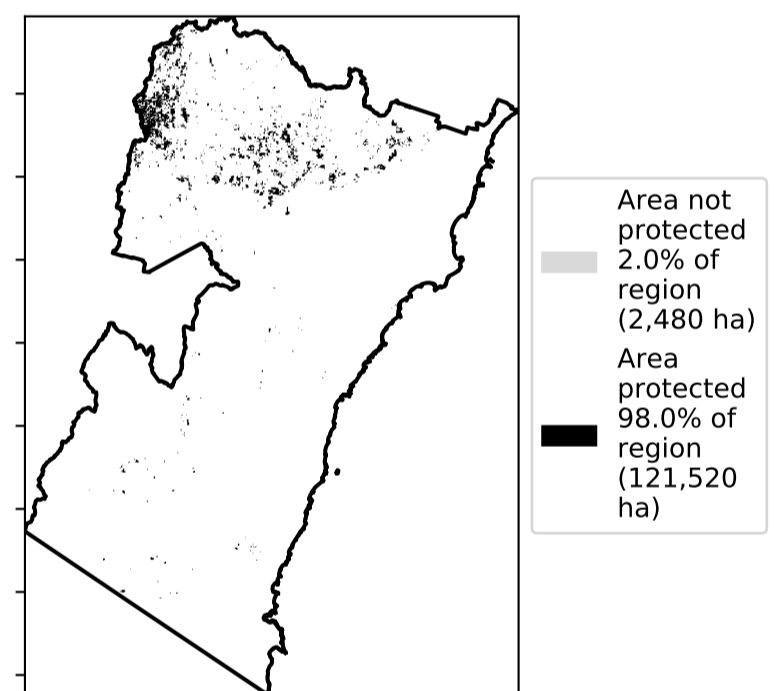 Area not
protected
2.0% of
region
(2,480 ha)
Area
protected
98.0% of
region
(121,520
ha)